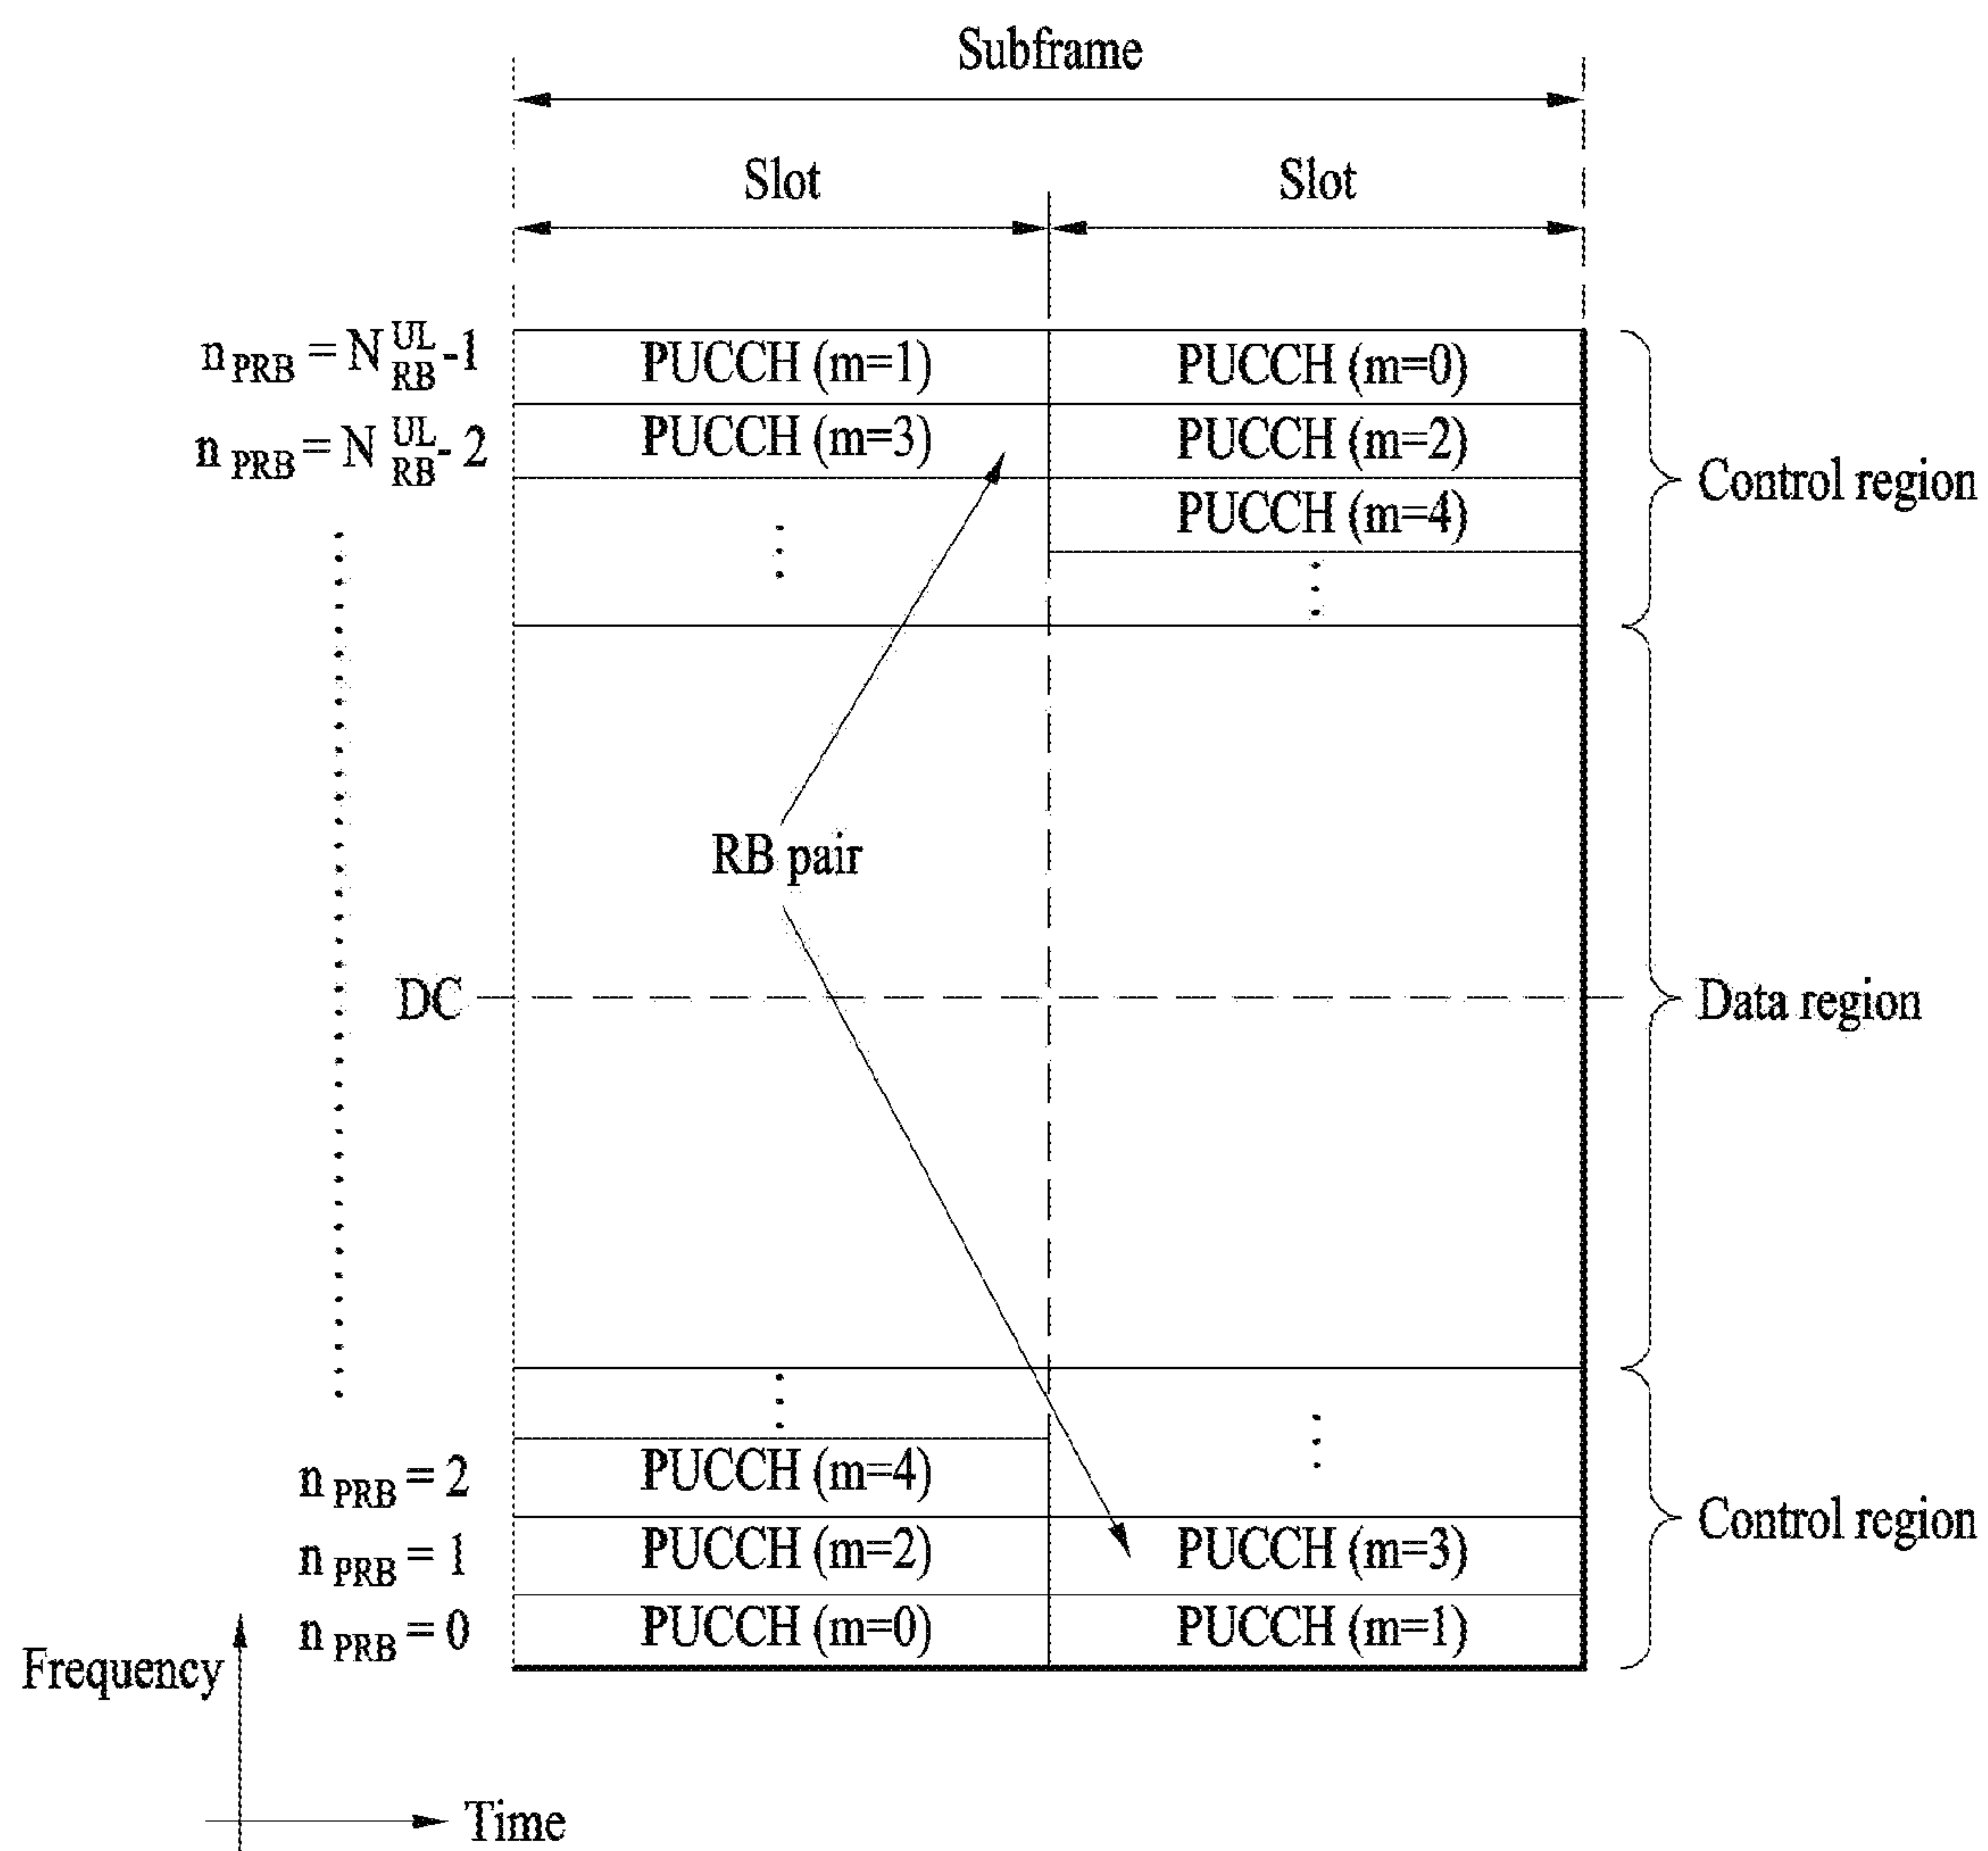 Subframe
Slot Slot
n PRB = N UL RB -1 PUCCH (m=1) PUCCH (m=0)
n PRB = N UL RB - 2 PUCCH (m=3) PUCCH (m=2)
PUCCH (m=4)
Control region
RB pair
DC
Data region
n PRB = 2 PUCCH (m=4)
n PRB = 1 PUCCH (m=2) PUCCH (m=3)
Control region
n PRB = 0 PUCCH (m=0) PUCCH (m=1)
Frequency
Time